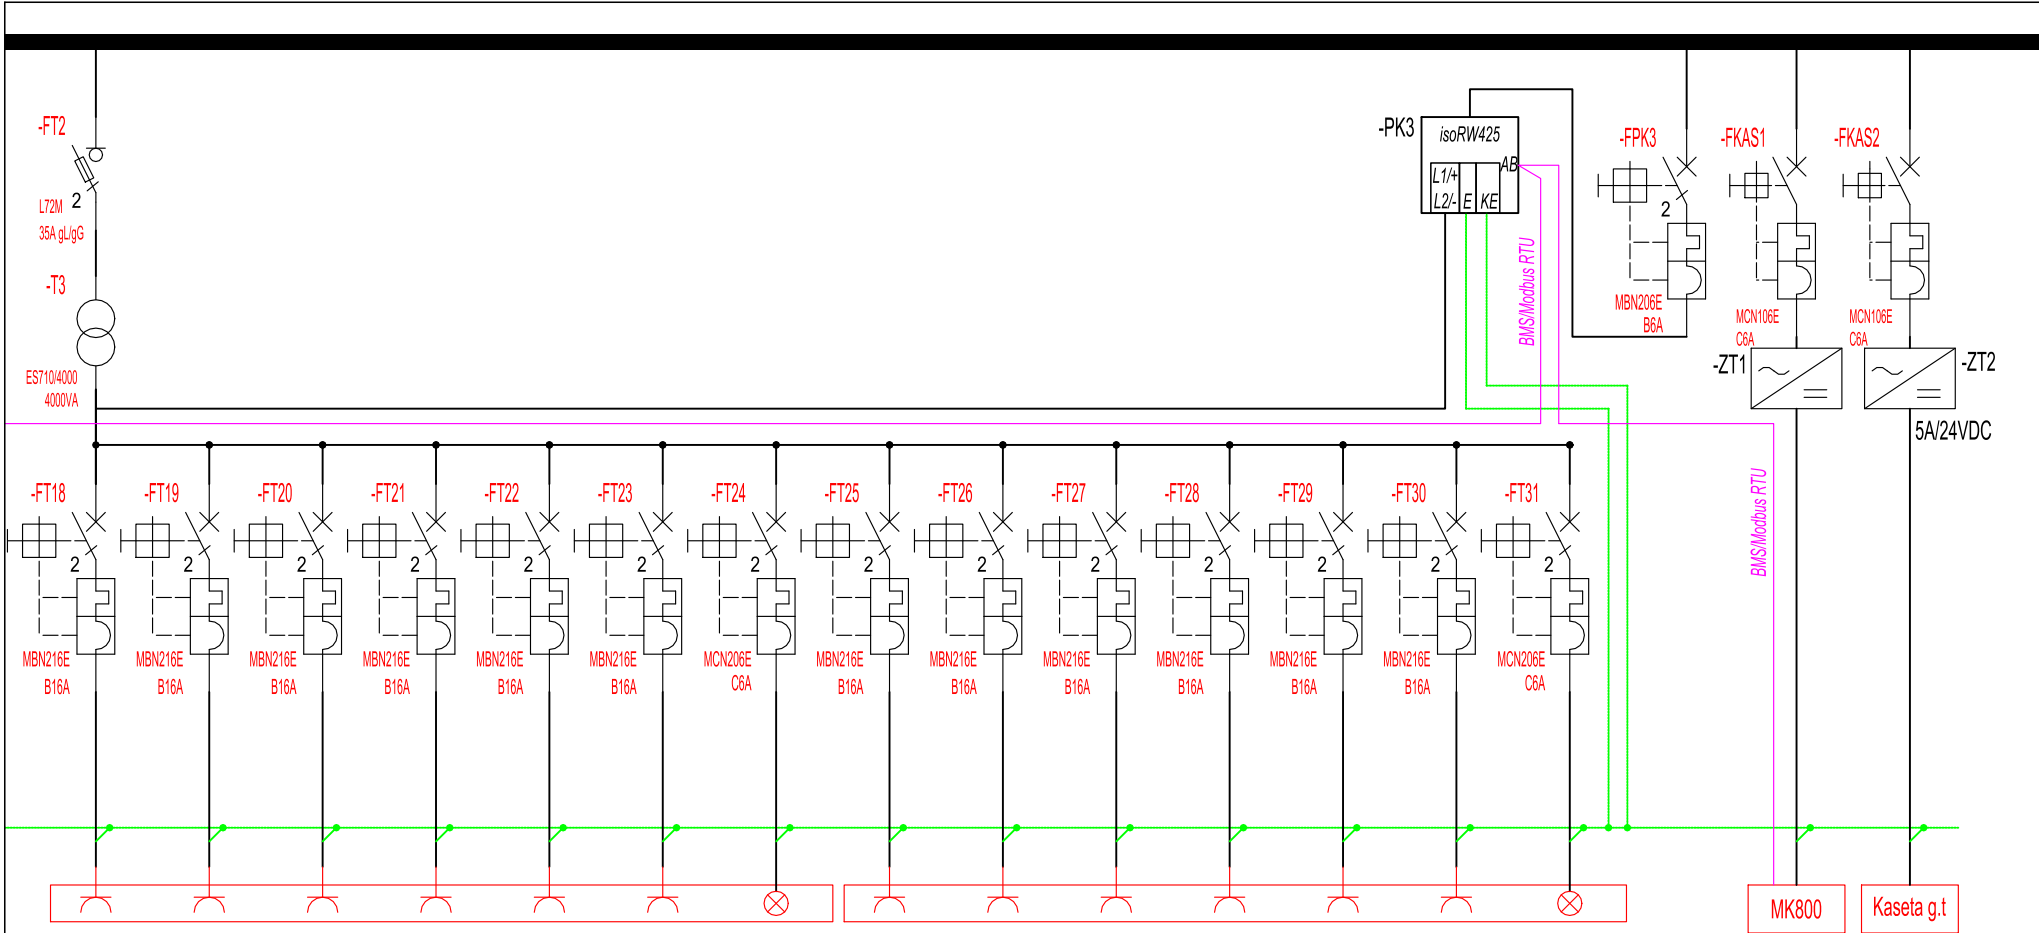 -FT2
2
L72M
35A gL/gG
-T3
ES710/4000
4000VA
-PK3
isoRW425
AB
L1/+
L2/-
E
KE
BMS/Modbus RTU
-FPK3
2
MBN206E
B6A
-FKAS1
MCN106E
C6A
-ZT1
-FKAS2
MCN106E
C6A
-ZT2
5A/24VDC
BMS/Modbus RTU
-FT18
2
MBN216E
B16A
-FT19
2
MBN216E
B16A
-FT20
2
MBN216E
B16A
-FT21
2
MBN216E
B16A
-FT22
2
MBN216E
B16A
-FT23
2
MBN216E
B16A
-FT24
2
MCN206E
C6A
-FT25
2
MBN216E
B16A
-FT26
2
MBN216E
B16A
-FT27
2
MBN216E
B16A
-FT28
2
MBN216E
B16A
-FT29
2
MBN216E
B16A
-FT30
2
MBN216E
B16A
-FT31
2
MCN206E
C6A
MK800
Kaseta g.t